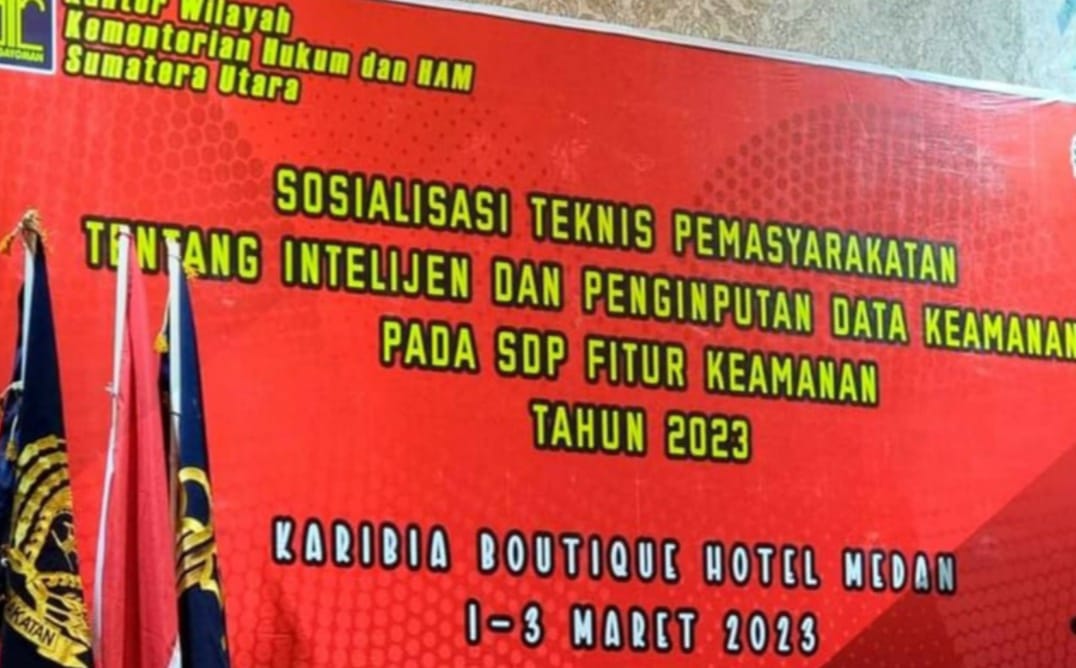 Kantor Wilayah
Kementerian Hukum dan HAM
Sumatera Utara
SOSIALISASI TEKNIS PEMASYARAKATAN
TENTANG INTELIJEN DAN PENGINPUTAN DATA KEAMANAN
PADA SDP FITUR KEAMANAN
TAHUN 2023
KARIBIA BOUTIQUE HOTEL MEDAN
1-3 MARET 2023